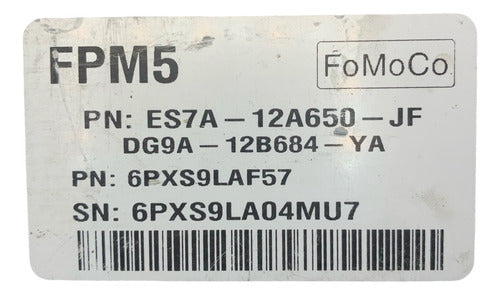 FPM5 FoMoCo
PN: ES7A-12A650-JF
DG9A-12B684-YA
PN: 6PXS9LAF57
SN: 6PXS9LA04MU7